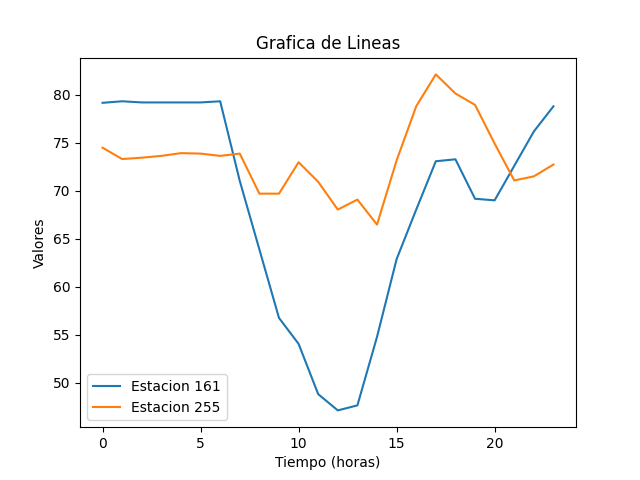 Grafica de Lineas
Valores
80
75
70
65
60
55
50
Estacion 161
Estacion 255
0 5 10 15 20
Tiempo (horas)